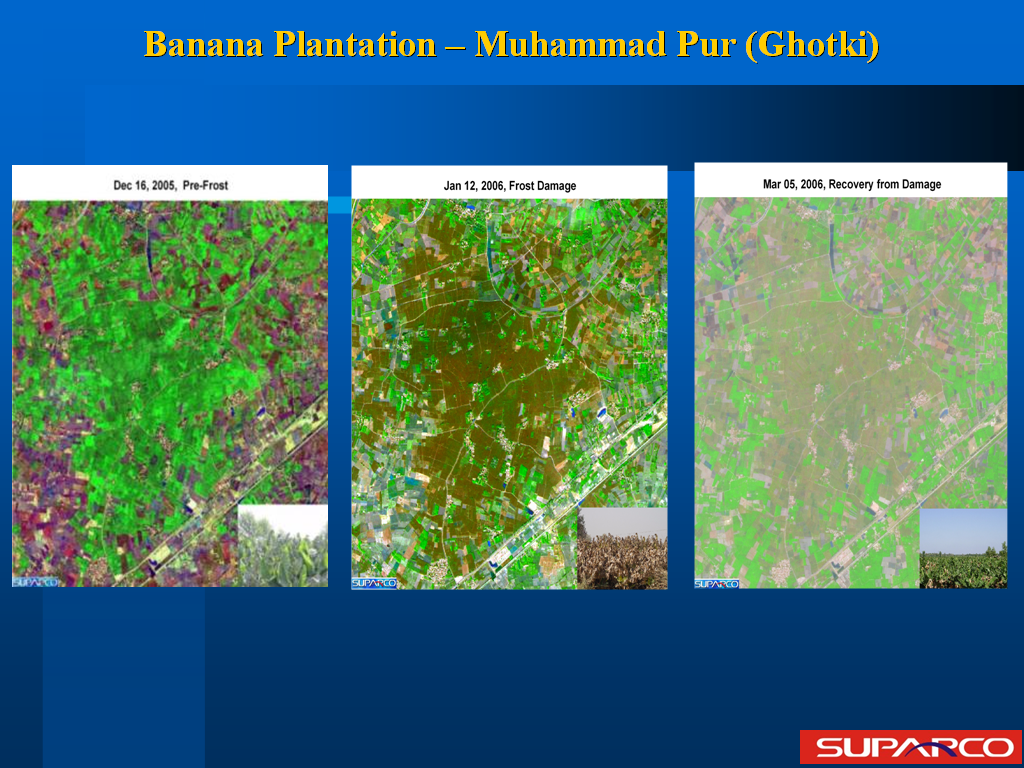 Banana Plantation – Muhammad Pur (Ghotki)
Dec 16, 2005, Pre-Frost
Jan 12, 2006, Frost Damage
Mar 05, 2006, Recovery from Damage
SUPARCO
SUPARCO
SUPARCO
SUPARCO